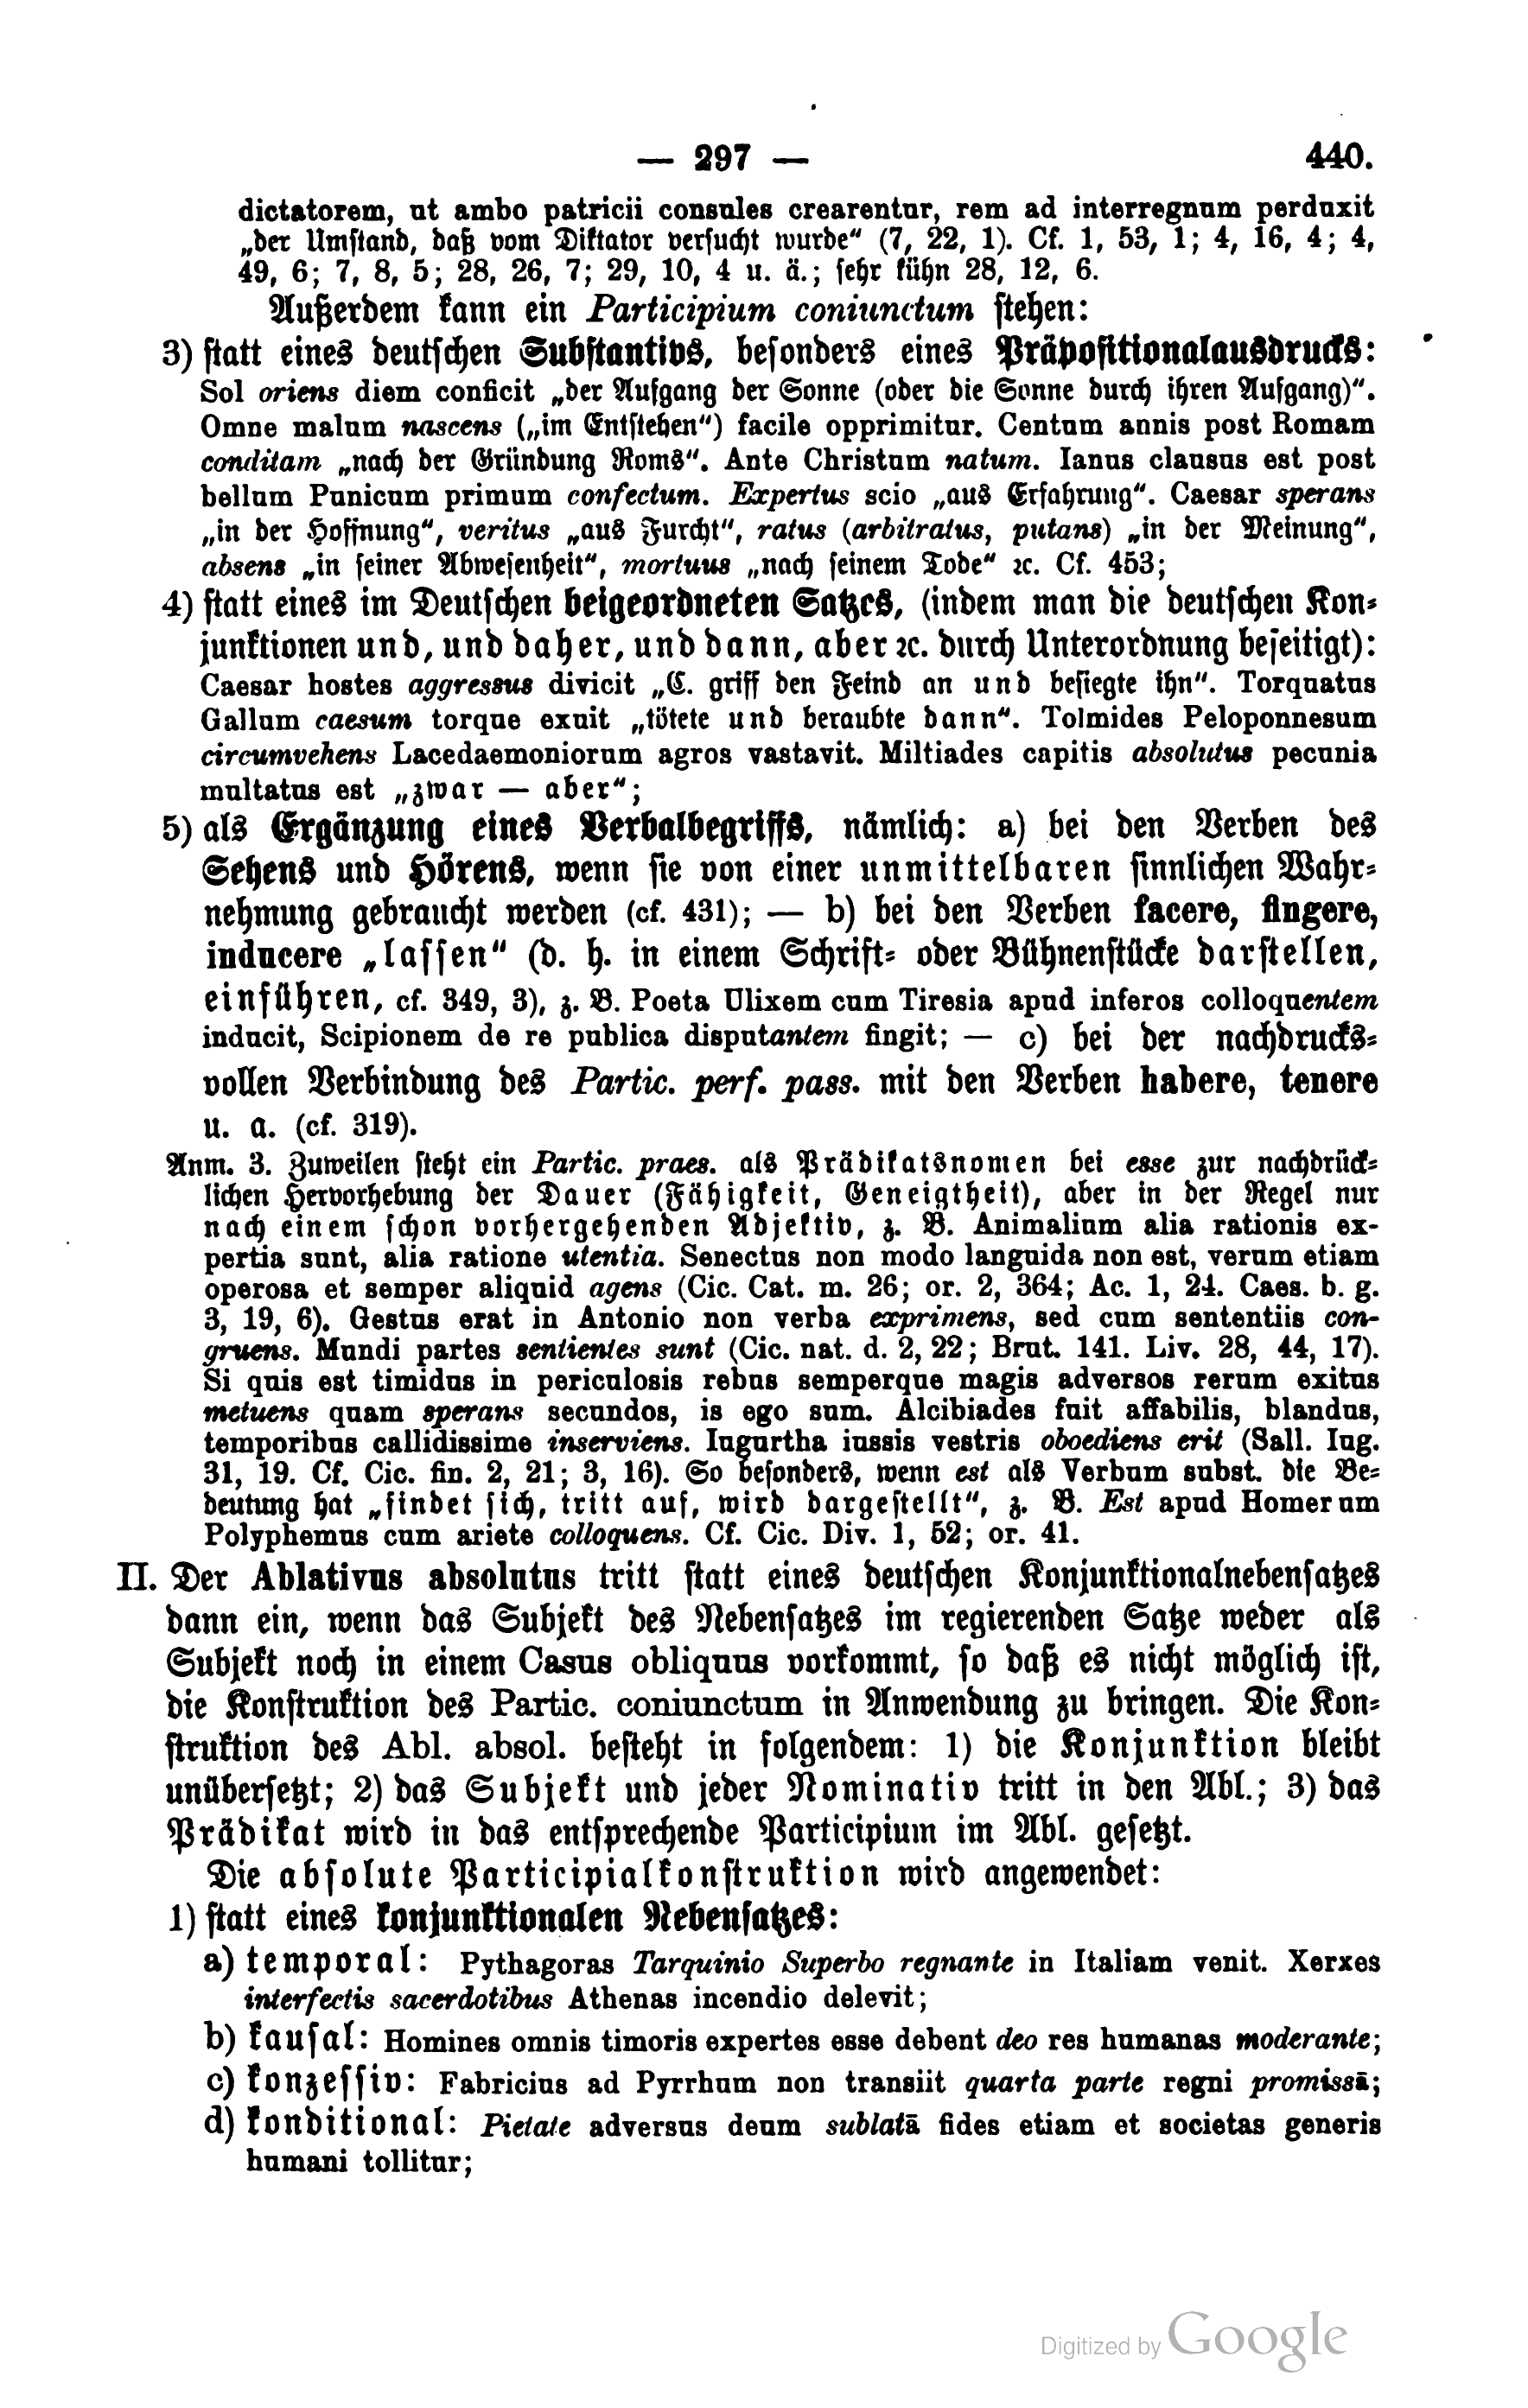 — 297 — 440.
dictatorem, ut ambo patricii consules crearentur, rem ad interregnum perduxit
„der Umstand, daß vom Diktator versucht wurde“ (7, 22, 1). Cf. 1, 53, 1; 4, 16, 4; 4,
49, 6; 7, 8, 5; 28, 26, 7; 29, 10, 4 u. ä.; sehr kühn 28, 12, 6.
Außerdem kann ein Participium coniunctum stehen:
3) statt eines deutschen Substantivs, besonders eines Präpositionalausdrucks:
Sol oriens diem conficit „der Aufgang der Sonne (oder die Sonne durch ihren Aufgang)“.
Omne malum nascens („im Entstehen“) facile opprimitur. Centum annis post Romam
conditam „nach der Gründung Roms“. Ante Christum natum. Ianus clausus est post
bellum Punicum primum confectum. Expertus scio „aus Erfahrung“. Caesar sperans
„in der Hoffnung“, veritus „aus Furcht“, ratus (arbitratus, putans) „in der Meinung“,
absens „in seiner Abwesenheit“, mortuus „nach seinem Tode“ ꝛc. Cf. 453;
4) statt eines im Deutschen beigeordneten Satzes, (indem man die deutschen Kon-
junktionen und, und daher, und dann, aber ꝛc. durch Unterordnung beseitigt):
Caesar hostes aggressus divicit „C. griff den Feind an und besiegte ihn“. Torquatus
Gallum caesum torque exuit „tötete und beraubte dann“. Tolmides Peloponnesum
circumvehens Lacedaemoniorum agros vastavit. Miltiades capitis absolutus pecunia
multatus est „zwar — aber“;
5) als Ergänzung eines Verbalbegriffs, nämlich: a) bei den Verben des
Sehens und Hörens, wenn sie von einer unmittelbaren sinnlichen Wahr-
nehmung gebraucht werden (cf. 431); — b) bei den Verben facere, fingere,
inducere „lassen“ (d. h. in einem Schrift- oder Bühnenstücke darstellen,
einführen, cf. 349, 3), z. B. Poeta Ulixem cum Tiresia apud inferos colloquentem
inducit, Scipionem de re publica disputantem fingit; — c) bei der nachdrucks-
vollen Verbindung des Partic. perf. pass. mit den Verben habere, tenere
u. a. (cf. 319).
Anm. 3. Zuweilen steht ein Partic. praes. als Prädikatsnomen bei esse zur nachdrück-
lichen Hervorhebung der Dauer (Fähigkeit, Geneigtheit), aber in der Regel nur
nach einem schon vorhergehenden Adjektiv, z. B. Animalium alia rationis ex-
pertia sunt, alia ratione utentia. Senectus non modo languida non est, verum etiam
operosa et semper aliquid agens (Cic. Cat. m. 26; or. 2, 364; Ac. 1, 24. Caes. b. g.
3, 19, 6). Gestus erat in Antonio non verba exprimens, sed cum sententiis con-
gruens. Mundi partes sentientes sunt (Cic. nat. d. 2, 22; Brut. 141. Liv. 28, 44, 17).
Si quis est timidus in periculosis rebus semperque magis adversos rerum exitus
metuens quam sperans secundos, is ego sum. Alcibiades fuit affabilis, blandus,
temporibus callidissime inserviens. Iugurtha iussis vestris oboediens erit (Sall. Iug.
31, 19. Cf. Cic. fin. 2, 21; 3, 16). So besonders, wenn est als Verbum subst. die Be-
deutung hat „findet sich, tritt auf, wird dargestellt“, z. B. Est apud Homerum
Polyphemus cum ariete colloquens. Cf. Cic. Div. 1, 52; or. 41.
II. Der Ablativus absolutus tritt statt eines deutschen Konjunktionalnebensatzes
dann ein, wenn das Subjekt des Nebensatzes im regierenden Satze weder als
Subjekt noch in einem Casus obliquus vorkommt, so daß es nicht möglich ist,
die Konstruktion des Partic. coniunctum in Anwendung zu bringen. Die Kon-
struktion des Abl. absol. besteht in folgendem: 1) die Konjunktion bleibt
unübersetzt; 2) das Subjekt und jeder Nominativ tritt in den Abl.; 3) das
Prädikat wird in das entsprechende Participium im Abl. gesetzt.
Die absolute Participialkonstruktion wird angewendet:
1) statt eines konjunktionalen Nebensatzes:
a) temporal: Pythagoras Tarquinio Superbo regnante in Italiam venit. Xerxes
interfectis sacerdotibus Athenas incendio delevit;
b) kausal: Homines omnis timoris expertes esse debent deo res humanas moderante;
c) konzessiv: Fabricius ad Pyrrhum non transiit quarta parte regni promissā;
d) konditional: Pietate adversus deum sublatā fides etiam et societas generis
humani tollitur;
Digitized by Google